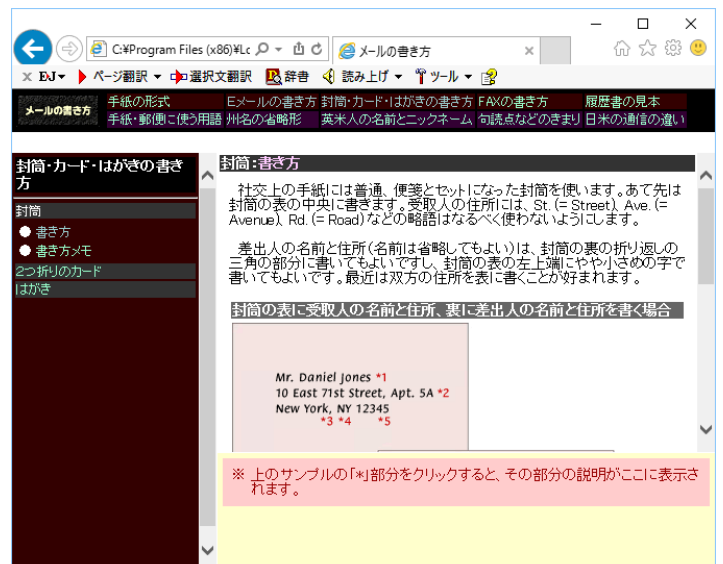 C:¥Program Files (x86)¥Lc
メールの書き方
× EtoJ ▼ ページ翻訳 ▼ 選択文翻訳 辞書 読み上げ ▼ ツール ▼
メールの書き方
手紙の形式 Eメールの書き方 封筒・カード・はがきの書き方 FAXの書き方 履歴書の見本
手紙・郵便に使う用語 州名の省略形 英米人の名前とニックネーム 句読点などのきまり 日米の通信の違い
封筒・カード・はがきの書き
方
封筒
● 書き方
● 書き方メモ
2つ折りのカード
はがき
封筒:書き方
社交上の手紙には普通、便箋とセットになった封筒を使います。あて先は
封筒の表の中央に書きます。受取人の住所には、St. (= Street)、Ave. (=
Avenue)、Rd. (= Road)などの略語はなるべく使わないようにします。
差出人の名前と住所(名前は省略してもよい)は、封筒の裏の折り返しの
三角の部分に書いてもよいですし、封筒の表の左上端にやや小さめの字で
書いてもよいです。最近は双方の住所を表に書くことが好まれます。
封筒の表に受取人の名前と住所、裏に差出人の名前と住所を書く場合
Mr. Daniel Jones *1
10 East 71st Street, Apt. 5A *2
New York, NY 12345
*3 *4 *5
※ 上のサンプルの「*」部分をクリックすると、その部分の説明がここに表示さ
れます。